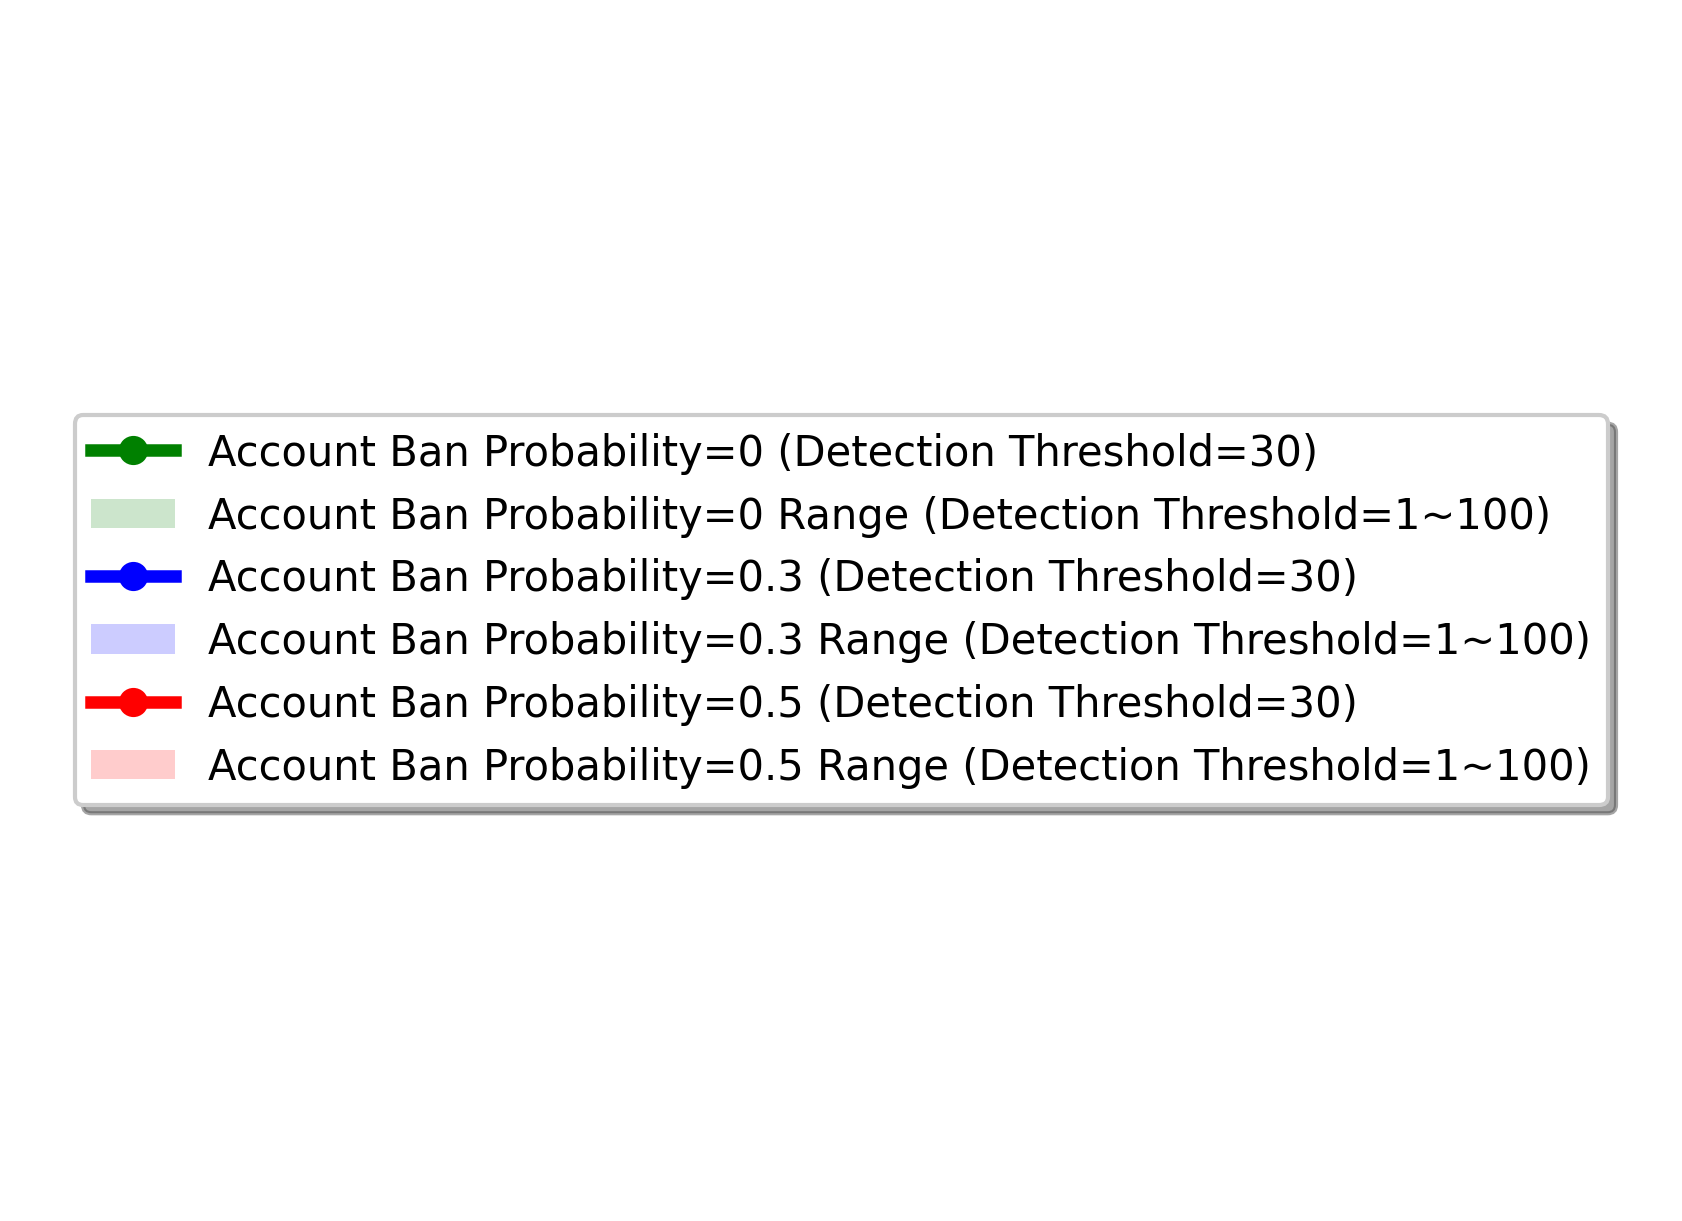 Account Ban Probability=0 (Detection Threshold=30)
Account Ban Probability=0 Range (Detection Threshold=1~100)
Account Ban Probability=0.3 (Detection Threshold=30)
Account Ban Probability=0.3 Range (Detection Threshold=1~100)
Account Ban Probability=0.5 (Detection Threshold=30)
Account Ban Probability=0.5 Range (Detection Threshold=1~100)